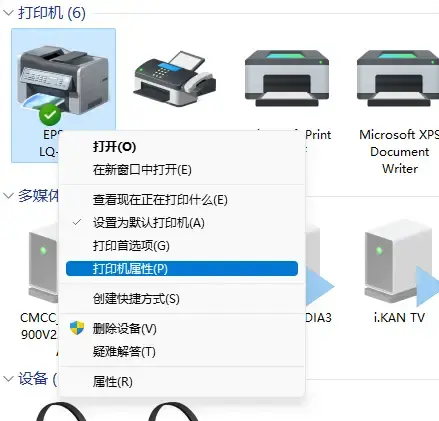 打印机 (6)
EPS
LQ-
Print
F
Microsoft XPS
Document
Writer
打开(O)
在新窗口中打开(E)
查看现在正在打印什么(E)
设置为默认打印机(A)
打印首选项(G)
打印机属性(P)
创建快捷方式(S)
删除设备(V)
疑难解答(T)
属性(R)
多媒体
CMCC
900V2
DIA3
i.KAN TV
设备 (